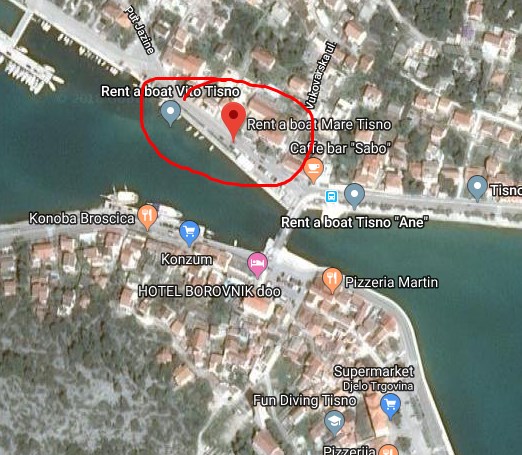 Put Jazine
Rent a boat Vito Tisno
Vukovarska ul.
Rent a boat Mare Tisno
Caffe bar "Sabo"
Tisno
Konoba Broscica
Rent a boat Tisno "Ane"
Konzum
HOTEL BOROVNIK doo
Pizzeria Martin
Supermarket
Djelo Trgovina
Fun Diving Tisno
Pizzerija